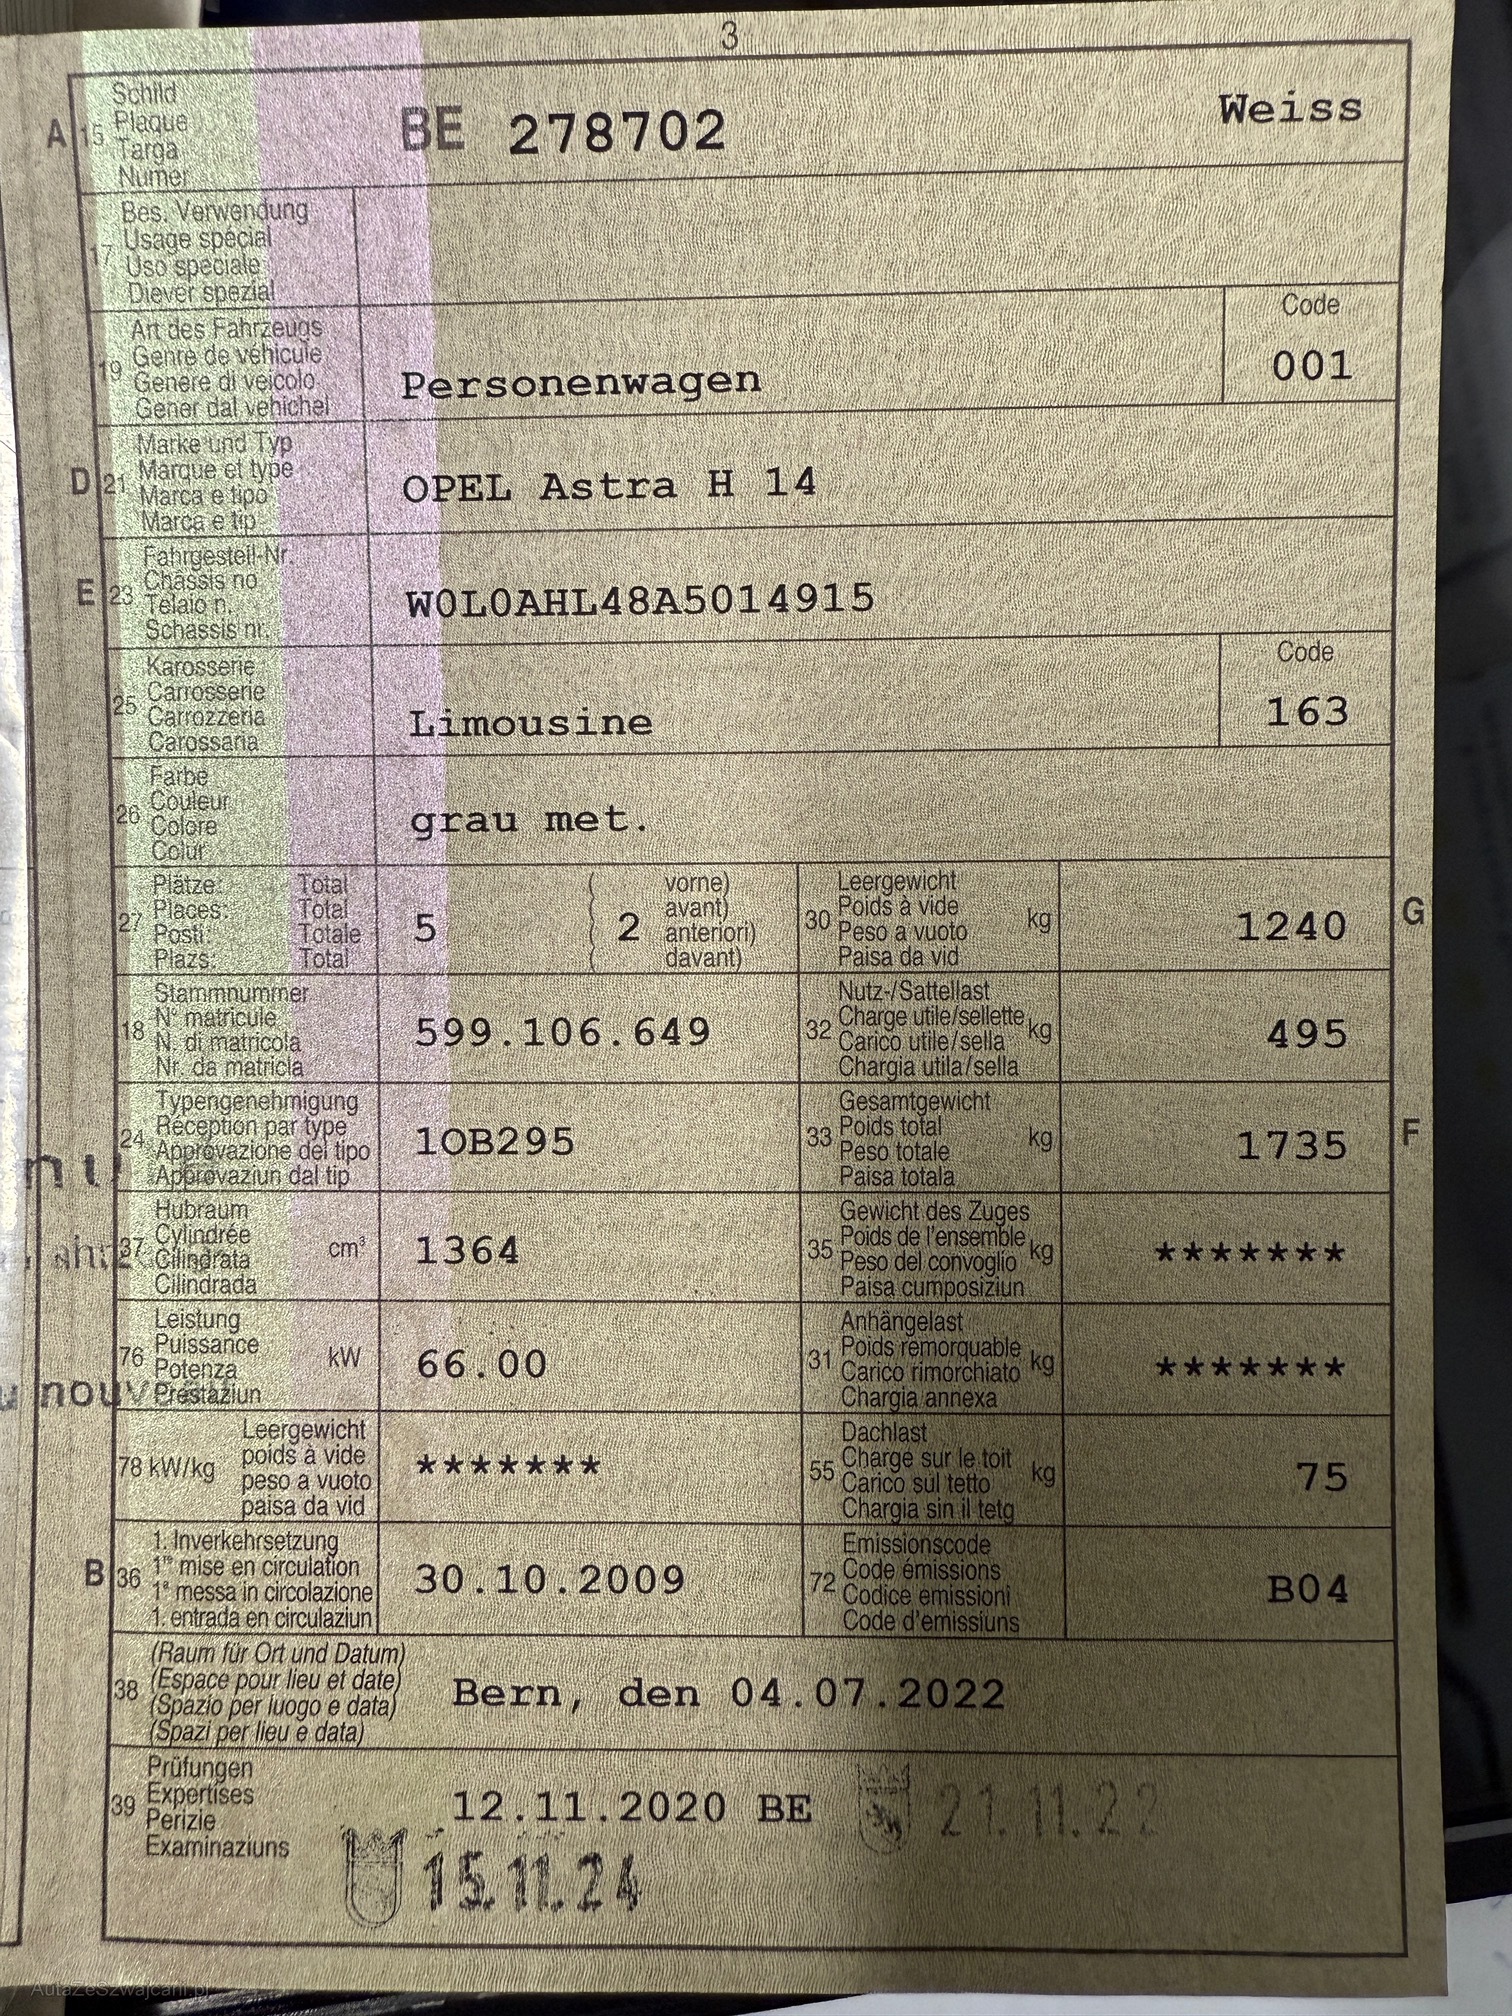 3
A 15 Schild
Plaque
Targa
Numer
BE 278702 Weiss
17 Bes. Verwendung
Usage spécial
Uso speciale
Diever spezial
19 Art des Fahrzeugs
Genre de véhicule
Genere di veicolo
Gener dal vehichel
Personenwagen
Code
001
D 21 Marke und Typ
Marque et type
Marca e tipo
Marca e tip
OPEL Astra H 14
E 23 Fahrgestell-Nr.
Châssis no
Telaio n.
Schassis nr.
W0L0AHL48A5014915
25 Karosserie
Carrosserie
Carrozzeria
Carossaria
Limousine
Code
163
26 Farbe
Couleur
Colore
Colur
grau met.
27 Plätze: Total
Places: Total
Posti: Totale
Plazs: Total
5
2
vorne)
avant)
anteriori)
davant)
30 Leergewicht
Poids à vide
Peso a vuoto
Paisa da vid
kg
1240
G
18 Stammnummer
N° matricule
N. di matricola
Nr. da matricla
599.106.649
32 Nutz-/Sattellast
Charge utile/sellette
Carico utile/sella
Chargia utila/sella
kg
495
24 Typengenehmigung
Réception par type
Approvazione del tipo
Approvaziun dal tip
1OB295
33 Gesamtgewicht
Poids total
Peso totale
Paisa totala
kg
1735
F
37 Hubraum
Cylindrée
Cilindrata
Cilindrada
cm³
1364
35 Gewicht des Zuges
Poids de l'ensemble
Peso del convoglio
Paisa cumposiziun
kg
*******
76 Leistung
Puissance
Potenza
Prestaziun
kW
66.00
31 Anhängelast
Poids remorquable
Carico rimorchiato
Chargia annexa
kg
*******
78 kW/kg
Leergewicht
poids à vide
peso a vuoto
paisa da vid
*******
55 Dachlast
Charge sur le toit
Carico sul tetto
Chargia sin il tetg
kg
75
B 36 1. Inverkehrsetzung
1re mise en circulation
1a messa in circolazione
1. entrada en circulaziun
30.10.2009
72 Emissionscode
Code émissions
Codice emissioni
Code d'emissiuns
B04
38 (Raum für Ort und Datum)
(Espace pour lieu et date)
(Spazio per luogo e data)
(Spazi per lieu e data)
Bern, den 04.07.2022
39 Prüfungen
Expertises
Perizie
Examinaziuns
12.11.2020 BE
21.11.22
15.11.24
AutaZeSzwajcarii.pl